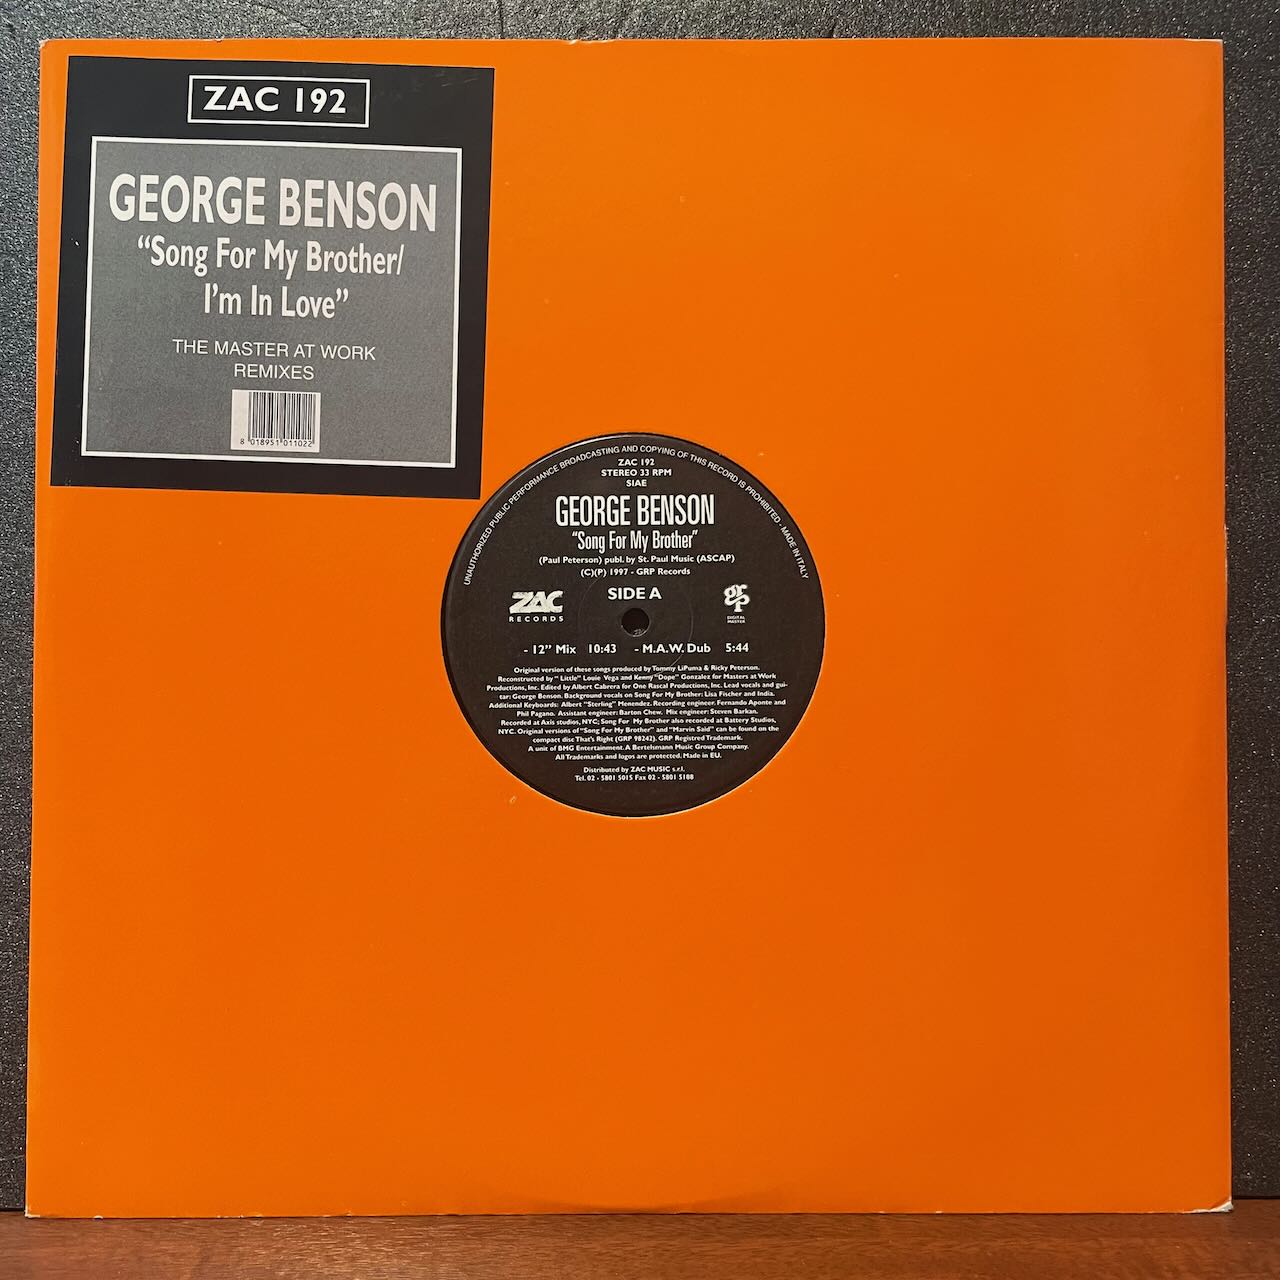 ZAC 192
GEORGE BENSON
“Song For My Brother/
I’m In Love”
THE MASTER AT WORK
REMIXES
8 018951 011022
UNAUTHORIZED PUBLIC PERFORMANCE BROADCASTING AND COPYING OF THIS RECORD IS PROHIBITED - MADE IN ITALY
ZAC 192
STEREO 33 RPM
SIAE
GEORGE BENSON
“Song For My Brother”
(Paul Peterson) publ. by St. Paul Music (ASCAP)
(C)(P) 1997 - GRP Records
SIDE A
ZAC
RECORDS
grp
DIGITAL
MASTER
- 12” Mix 10:43 - M.A.W. Dub 5:44
Original version of these songs produced by Tommy LiPuma & Ricky Peterson.
Reconstructed by “ Little” Louie Vega and Kenny “Dope” Gonzalez for Masters at Work
Productions, Inc. Edited by Albert Cabrera for One Rascal Productions, Inc. Lead vocals and gui-
tar: George Benson. Background vocals on Song For My Brother: Lisa Fischer and India.
Additional Keyboards: Albert “Sterling” Menendez. Recording engineer. Fernando Aponte and
Phil Pagano. Assistant engineer: Barton Chew. Mix engineer: Steven Barkan.
Recorded at Axis studios, NYC; Song For My Brother also recorded at Battery Studios,
NYC. Original versions of “Song For My Brother” and “Marvin Said” can be found on the
compact disc That’s Right (GRP 98242). GRP Registred Trademark.
A unit of BMG Entertainment. A Bertelsmann Music Group Company.
All Trademarks and logos are protected. Made in EU.
Distributed by ZAC MUSIC s.r.l.
Tel. 02 - 5801 5015 Fax 02 - 5801 5188